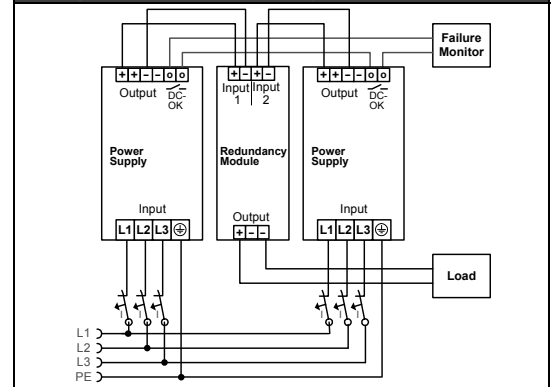 Failure
Monitor
+ + – – o o
+ – + –
+ + – – o o
Output
DC-
OK
Input
1
Input
2
Output
DC-
OK
Power
Supply
Redundancy
Module
Power
Supply
Input
L1 L2 L3
Output
+ – –
Input
L1 L2 L3
Load
I I I
I I I
L1
L2
L3
PE